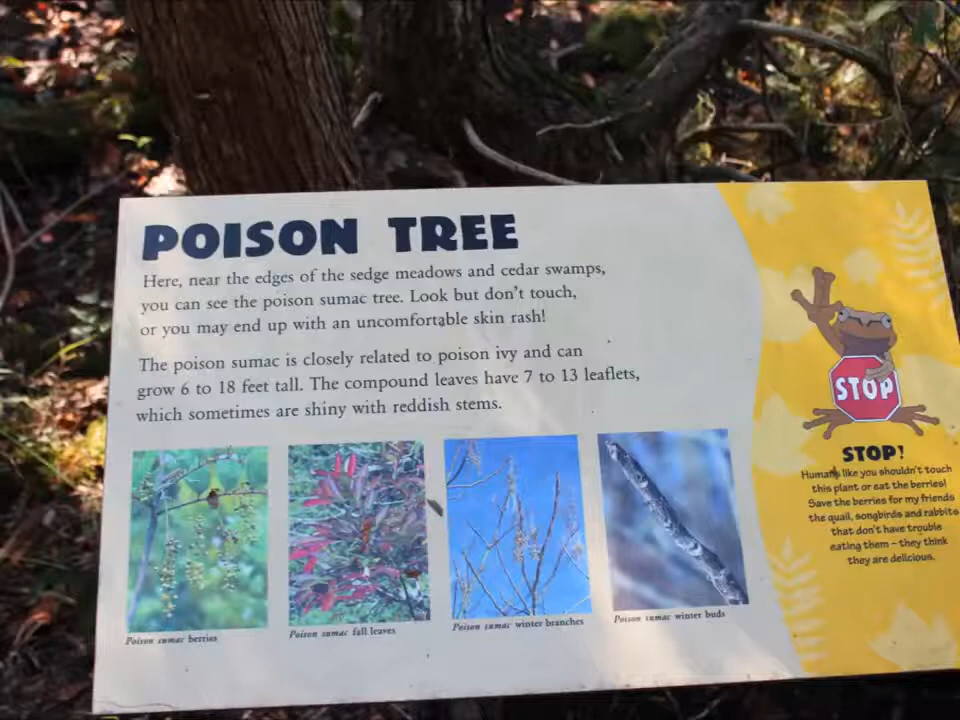 POISON TREE
Here, near the edges of the sedge meadows and cedar swamps,
you can see the poison sumac tree. Look but don't touch,
or you may end up with an uncomfortable skin rash!
The poison sumac is closely related to poison ivy and can
grow 6 to 18 feet tall. The compound leaves have 7 to 13 leaflets,
which sometimes are shiny with reddish stems.
Poison sumac berries
Poison sumac fall leaves
Poison sumac winter branches
Poison sumac winter buds
STOP
STOP!
Humans like you shouldn't touch
this plant or eat the berries!
Save the berries for my friends
the quail, songbirds and rabbits
that don't have trouble
eating them – they think
they are delicious.